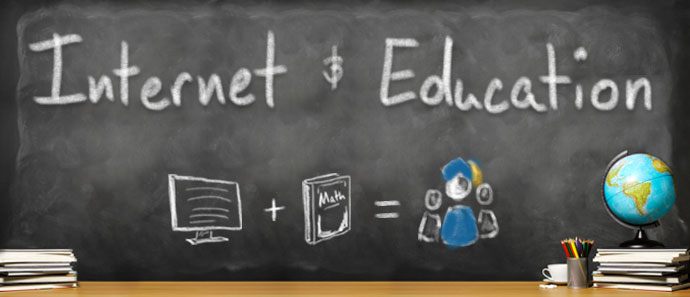 Internet & Education
+ Math =